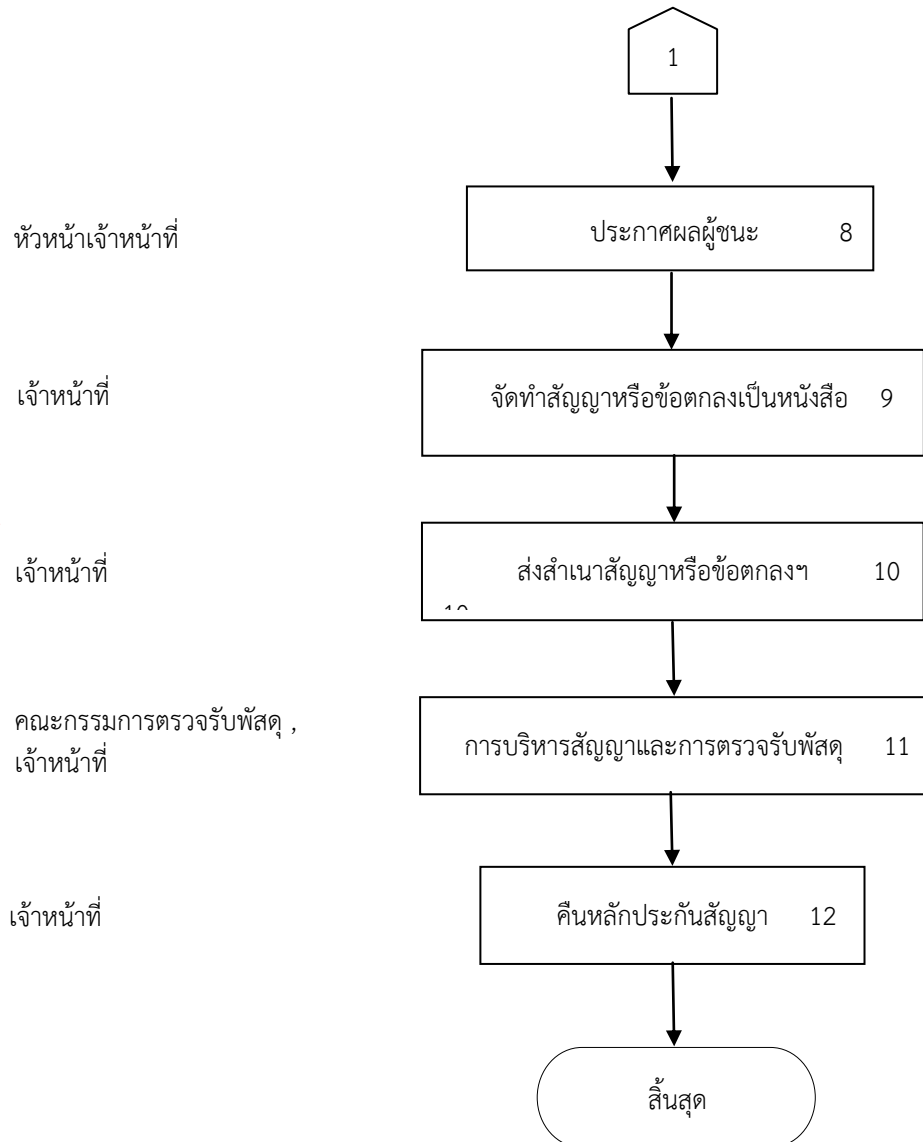 1
หัวหน้าเจ้าหน้าที่
ประกาศผลผู้ชนะ 8
เจ้าหน้าที่
จัดทำสัญญาหรือข้อตกลงเป็นหนังสือ 9
เจ้าหน้าที่
ส่งสำเนาสัญญาหรือข้อตกลงฯ 10
คณะกรรมการตรวจรับพัสดุ ,
เจ้าหน้าที่
การบริหารสัญญาและการตรวจรับพัสดุ 11
เจ้าหน้าที่
คืนหลักประกันสัญญา 12
สิ้นสุด